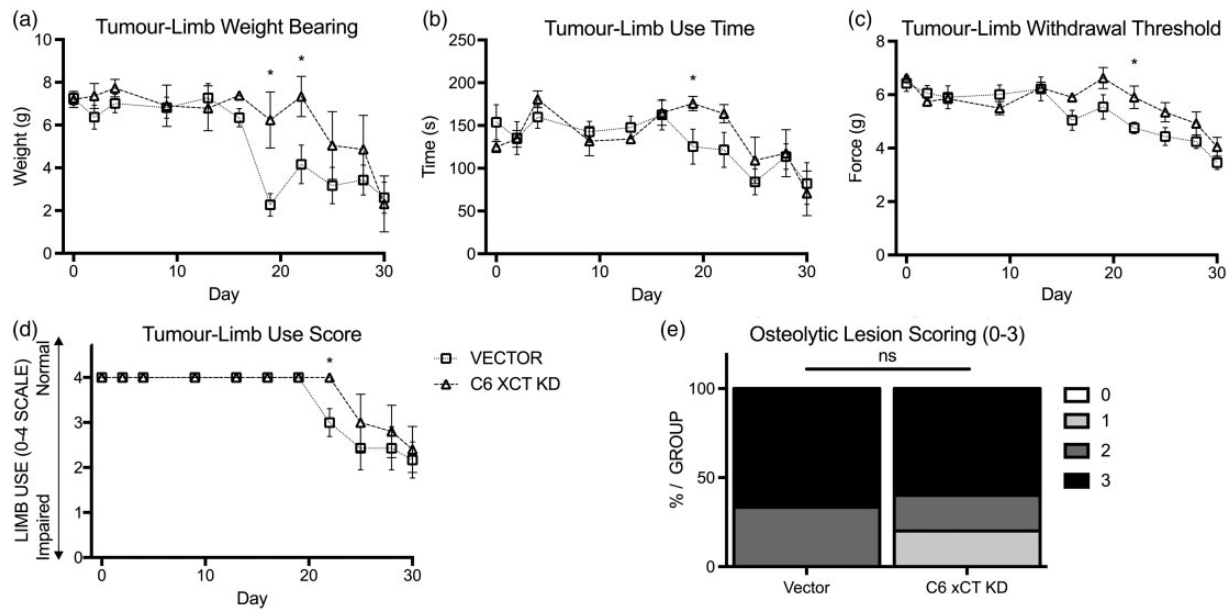 (a) Tumour-Limb Weight Bearing
10
8
6
4
2
0
Weight (g)
* *
0 10 20 30
Day
(b) Tumour-Limb Use Time
250
200
150
100
50
0
Time (s)
*
0 10 20 30
Day
(c) Tumour-Limb Withdrawal Threshold
8
6
4
2
0
Force (g)
*
0 10 20 30
Day
(d) Tumour-Limb Use Score
Normal
Impaired
LIMB USE (0-4 SCALE)
4
3
2
1
0
*
0 10 20 30
Day
VECTOR
C6 XCT KD
(e) Osteolytic Lesion Scoring (0-3)
ns
100
50
0
% / GROUP
Vector C6 xCT KD
0
1
2
3